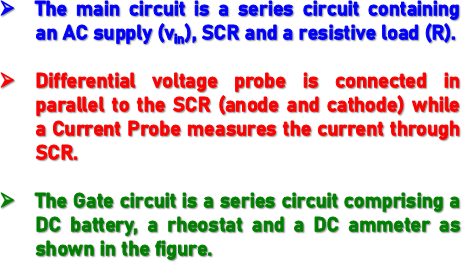 ➢ The main circuit is a series circuit containing
an AC supply (vin), SCR and a resistive load (R).
➢ Differential voltage probe is connected in
parallel to the SCR (anode and cathode) while
a Current Probe measures the current through
SCR.
➢ The Gate circuit is a series circuit comprising a
DC battery, a rheostat and a DC ammeter as
shown in the figure.